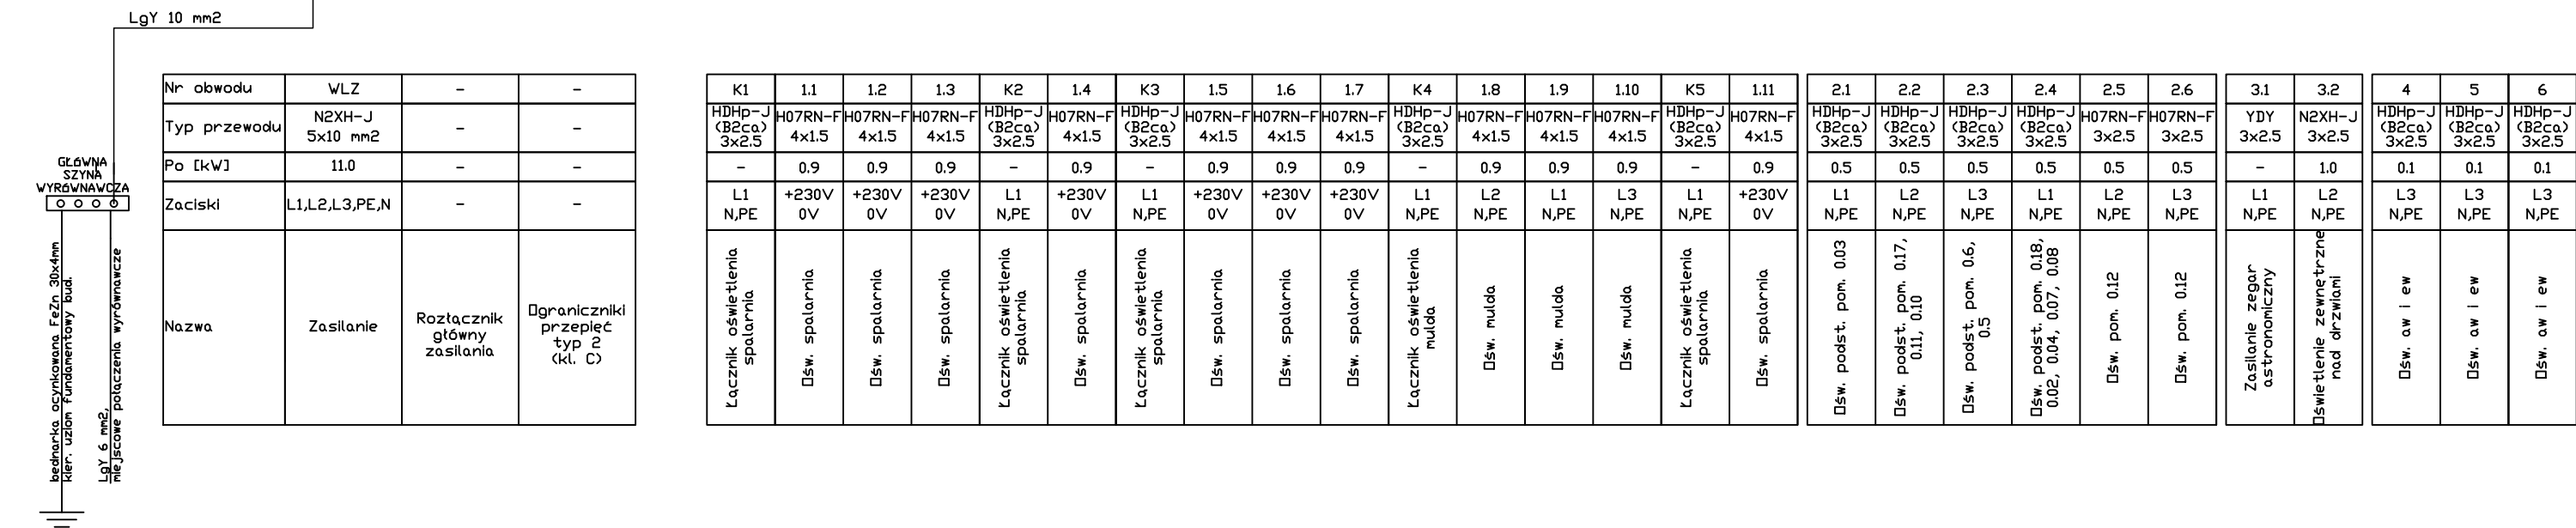 LgY 10 mm2
GŁÓWNA
SZYNA
WYRÓWNAWCZA
bednarka ocynkowana FeZn 30x4mm
kier. uziom fundamentowy bud.
LgY 6 mm2,
miejscowe połączenia wyrównawcze
Nr obwodu WLZ - -
Typ przewodu N2XH-J 5x10 mm2 - -
Po [kW] 11.0 - -
Zaciski L1,L2,L3,PE,N - -
Nazwa
Zasilanie
Rozłącznik
główny
zasilania
Ograniczniki
przepięć
typ 2
(kl. C)
K1 1.1 1.2 1.3 K2 1.4 K3 1.5 1.6 1.7 K4 1.8 1.9 1.10 K5 1.11 2.1 2.2 2.3 2.4 2.5 2.6 3.1 3.2 4 5 6
HDHp-J H07RN-F H07RN-F H07RN-F HDHp-J H07RN-F HDHp-J H07RN-F H07RN-F H07RN-F HDHp-J H07RN-F H07RN-F H07RN-F HDHp-J H07RN-F HDHp-J HDHp-J HDHp-J HDHp-J H07RN-F H07RN-F YDY N2XH-J HDHp-J HDHp-J HDHp-J
(B2ca) (B2ca) (B2ca) (B2ca) (B2ca) (B2ca) (B2ca) (B2ca) (B2ca) (B2ca) (B2ca) (B2ca)
3x2.5 4x1.5 4x1.5 4x1.5 3x2.5 4x1.5 3x2.5 4x1.5 4x1.5 4x1.5 3x2.5 4x1.5 4x1.5 4x1.5 3x2.5 4x1.5 3x2.5 3x2.5 3x2.5 3x2.5 3x2.5 3x2.5 3x2.5 3x2.5 3x2.5 3x2.5 3x2.5
- 0.9 0.9 0.9 - 0.9 - 0.9 0.9 0.9 - 0.9 0.9 0.9 - 0.9 0.5 0.5 0.5 0.5 0.5 0.5 - 1.0 0.1 0.1 0.1
L1 +230V +230V +230V L1 +230V L1 +230V +230V +230V L1 L2 L1 L3 L1 +230V L1 L2 L3 L1 L2 L3 L1 L2 L3 L3 L3
N,PE 0V 0V 0V N,PE 0V N,PE 0V 0V 0V N,PE N,PE N,PE N,PE N,PE 0V N,PE N,PE N,PE N,PE N,PE N,PE N,PE N,PE N,PE N,PE N,PE
Łącznik oświetlenia
spalarnia
Ośw. spalarnia
Ośw. spalarnia
Ośw. spalarnia
Łącznik oświetlenia
spalarnia
Ośw. spalarnia
Łącznik oświetlenia
spalarnia
Ośw. spalarnia
Ośw. spalarnia
Ośw. spalarnia
Łącznik oświetlenia
mulda
Ośw. mulda
Ośw. mulda
Ośw. mulda
Łącznik oświetlenia
spalarnia
Ośw. spalarnia
Ośw. podst. pom. 0.03
Ośw. podst. pom. 0.17,
0.11, 0.10
Ośw. podst. pom. 0.6,
0.5
Ośw. podst. pom. 0.18,
0.02, 0.04, 0.07, 0.08
Ośw. pom. 0.12
Ośw. pom. 0.12
Zasilanie zegar
astronomiczny
Oświetlenie zewnętrzne
nad drzwiami
Ośw. aw i ew
Ośw. aw i ew
Ośw. aw i ew